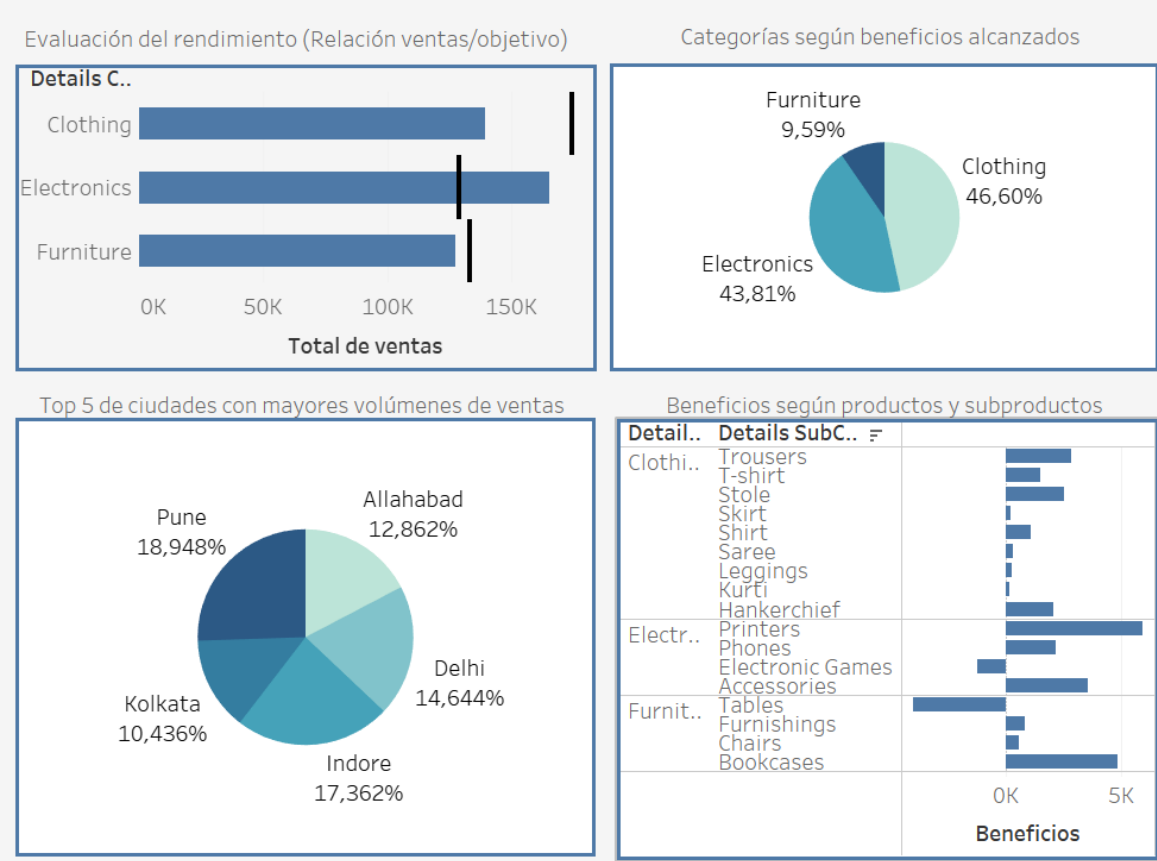 Evaluación del rendimiento (Relación ventas/objetivo)
Details C..
Clothing
Electronics
Furniture
0K 50K 100K 150K
Total de ventas
Categorías según beneficios alcanzados
Furniture
9,59%
Clothing
46,60%
Electronics
43,81%
Top 5 de ciudades con mayores volúmenes de ventas
Allahabad
12,862%
Pune
18,948%
Delhi
14,644%
Kolkata
10,436%
Indore
17,362%
Beneficios según productos y subproductos
Detail.. Details SubC..
Clothi.. Trousers
T-shirt
Stole
Skirt
Shirt
Saree
Leggings
Kurti
Hankerchief
Electr.. Printers
Phones
Electronic Games
Accessories
Furnit.. Tables
Furnishings
Chairs
Bookcases
0K 5K
Beneficios